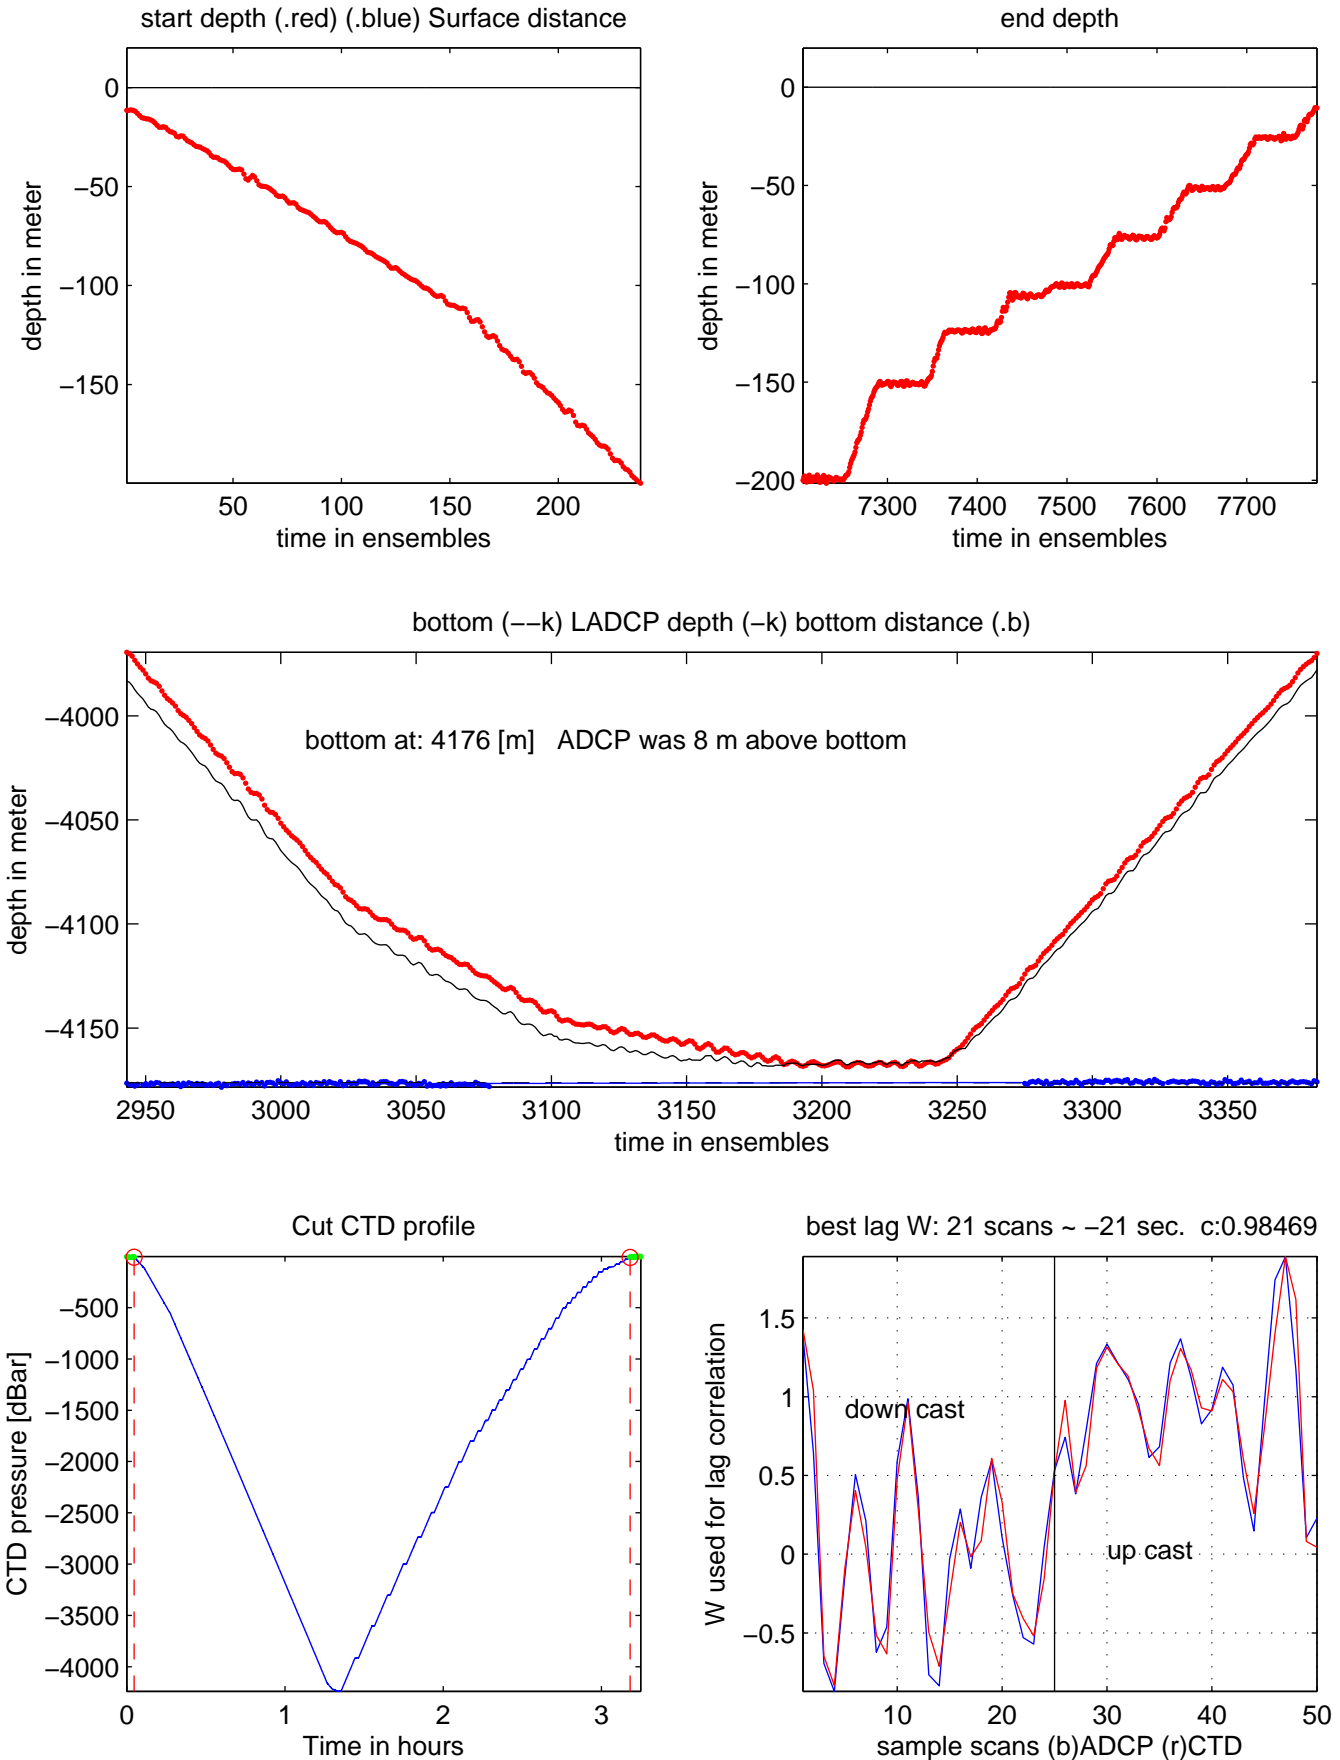 start depth (.red) (.blue) Surface distance
end depth
0
−50
−100
−150
depth in meter
50 100 150 200
time in ensembles
0
−50
−100
−150
−200
depth in meter
7300 7400 7500 7600 7700
time in ensembles
bottom (−−k) LADCP depth (−k) bottom distance (.b)
bottom at: 4176 [m] ADCP was 8 m above bottom
−4000
−4050
−4100
−4150
depth in meter
2950 3000 3050 3100 3150 3200 3250 3300 3350
time in ensembles
Cut CTD profile
−500
−1000
−1500
−2000
−2500
−3000
−3500
−4000
CTD pressure [dBar]
0 1 2 3
Time in hours
best lag W: 21 scans ~ −21 sec. c:0.98469
1.5
1
0.5
0
−0.5
W used for lag correlation
down cast
up cast
10 20 30 40 50
sample scans (b)ADCP (r)CTD